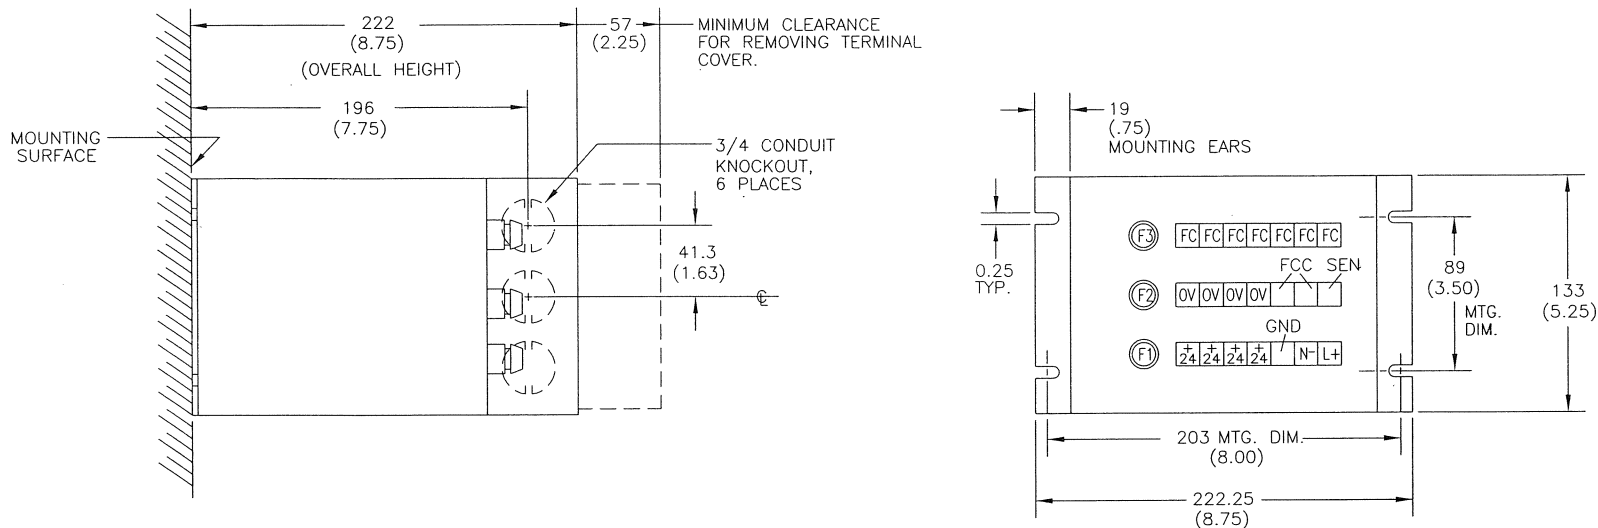 222
(8.75)
(OVERALL HEIGHT)
57
(2.25)
MINIMUM CLEARANCE
FOR REMOVING TERMINAL
COVER.
196
(7.75)
MOUNTING
SURFACE
3/4 CONDUIT
KNOCKOUT,
6 PLACES
41.3
(1.63)
℄
19
(.75)
MOUNTING EARS
0.25
TYP.
F3 FC FC FC FC FC FC FC
FCC SEN
F2 0V 0V 0V 0V
GND
F1 +24 +24 +24 +24 N- L+
89
(3.50)
MTG.
DIM.
133
(5.25)
203 MTG. DIM.
(8.00)
222.25
(8.75)